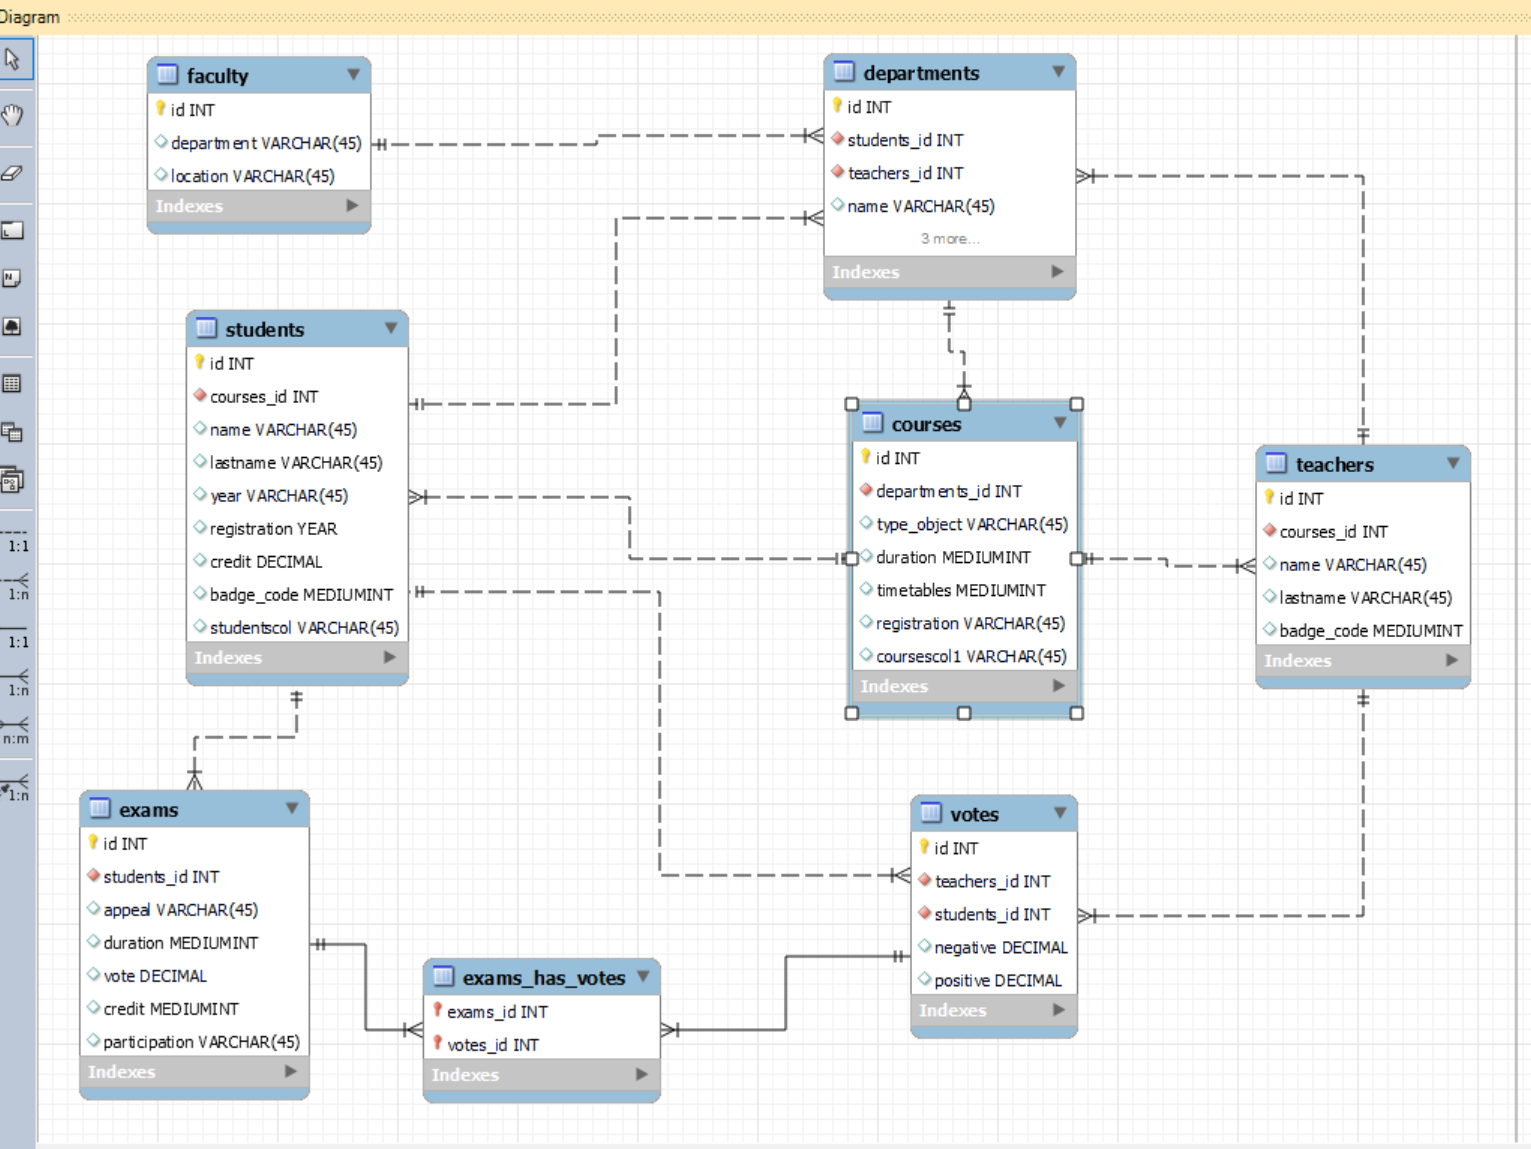 Diagram
faculty
id INT
department VARCHAR(45)
location VARCHAR(45)
Indexes
departments
id INT
students_id INT
teachers_id INT
name VARCHAR(45)
3 more...
Indexes
students
id INT
courses_id INT
name VARCHAR(45)
lastname VARCHAR(45)
year VARCHAR(45)
registration YEAR
credit DECIMAL
badge_code MEDIUMINT
studentscol VARCHAR(45)
Indexes
courses
id INT
departments_id INT
type_object VARCHAR(45)
duration MEDIUMINT
timetables MEDIUMINT
registration VARCHAR(45)
coursescol1 VARCHAR(45)
Indexes
teachers
id INT
courses_id INT
name VARCHAR(45)
lastname VARCHAR(45)
badge_code MEDIUMINT
Indexes
1:1
1:n
1:1
1:n
n:m
1:n
exams
id INT
students_id INT
appeal VARCHAR(45)
duration MEDIUMINT
vote DECIMAL
credit MEDIUMINT
participation VARCHAR(45)
Indexes
exams_has_votes
exams_id INT
votes_id INT
Indexes
votes
id INT
teachers_id INT
students_id INT
negative DECIMAL
positive DECIMAL
Indexes